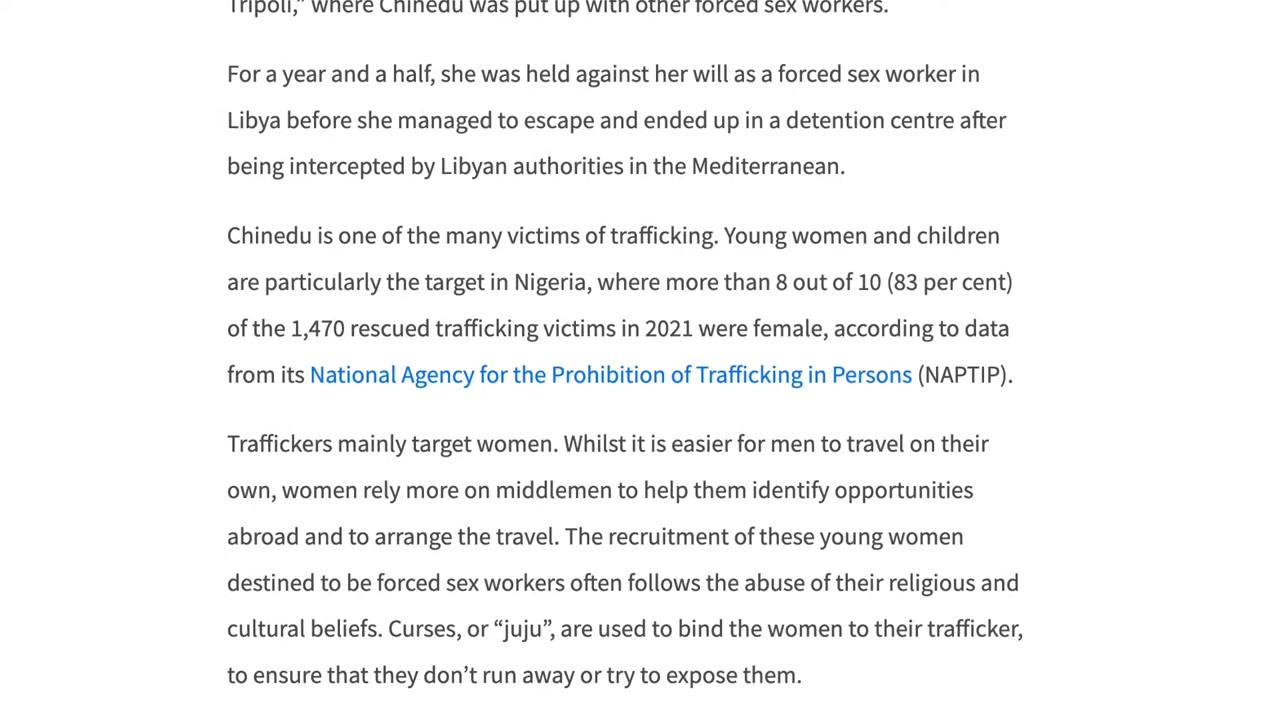 Tripoli,” where Chinedu was put up with other forced sex workers.
For a year and a half, she was held against her will as a forced sex worker in
Libya before she managed to escape and ended up in a detention centre after
being intercepted by Libyan authorities in the Mediterranean.
Chinedu is one of the many victims of trafficking. Young women and children
are particularly the target in Nigeria, where more than 8 out of 10 (83 per cent)
of the 1,470 rescued trafficking victims in 2021 were female, according to data
from its National Agency for the Prohibition of Trafficking in Persons (NAPTIP).
Traffickers mainly target women. Whilst it is easier for men to travel on their
own, women rely more on middlemen to help them identify opportunities
abroad and to arrange the travel. The recruitment of these young women
destined to be forced sex workers often follows the abuse of their religious and
cultural beliefs. Curses, or “juju”, are used to bind the women to their trafficker,
to ensure that they don’t run away or try to expose them.